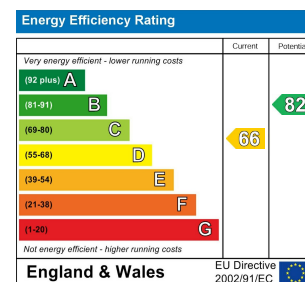 Energy Efficiency Rating
Current Potentia
Very energy efficient - lower running costs
(92 plus) A
(81-91) B 82
(69-80) C
66
(55-68) D
(39-54) E
(21-38) F
(1-20) G
Not energy efficient - higher running costs
England & Wales
EU Directive
2002/91/EC